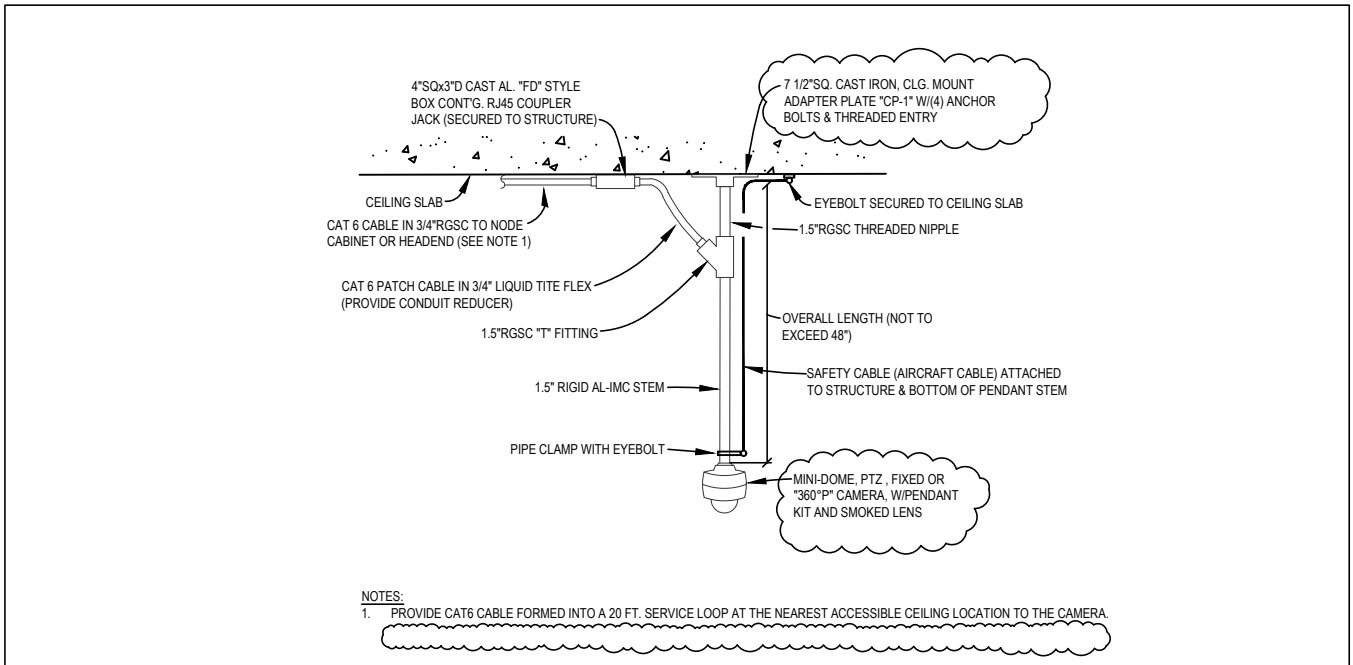 4"SQx3"D CAST AL. "FD" STYLE
BOX CONT'G. RJ45 COUPLER
JACK (SECURED TO STRUCTURE)
7 1/2"SQ. CAST IRON, CLG. MOUNT
ADAPTER PLATE "CP-1" W/(4) ANCHOR
BOLTS & THREADED ENTRY
CEILING SLAB
EYEBOLT SECURED TO CEILING SLAB
CAT 6 CABLE IN 3/4"RGSC TO NODE
CABINET OR HEADEND (SEE NOTE 1)
1.5"RGSC THREADED NIPPLE
CAT 6 PATCH CABLE IN 3/4" LIQUID TITE FLEX
(PROVIDE CONDUIT REDUCER)
1.5"RGSC "T" FITTING
OVERALL LENGTH (NOT TO
EXCEED 48")
1.5" RIGID AL-IMC STEM
SAFETY CABLE (AIRCRAFT CABLE) ATTACHED
TO STRUCTURE & BOTTOM OF PENDANT STEM
PIPE CLAMP WITH EYEBOLT
MINI-DOME, PTZ , FIXED OR
"360°P" CAMERA, W/PENDANT
KIT AND SMOKED LENS
NOTES:
1. PROVIDE CAT6 CABLE FORMED INTO A 20 FT. SERVICE LOOP AT THE NEAREST ACCESSIBLE CEILING LOCATION TO THE CAMERA.